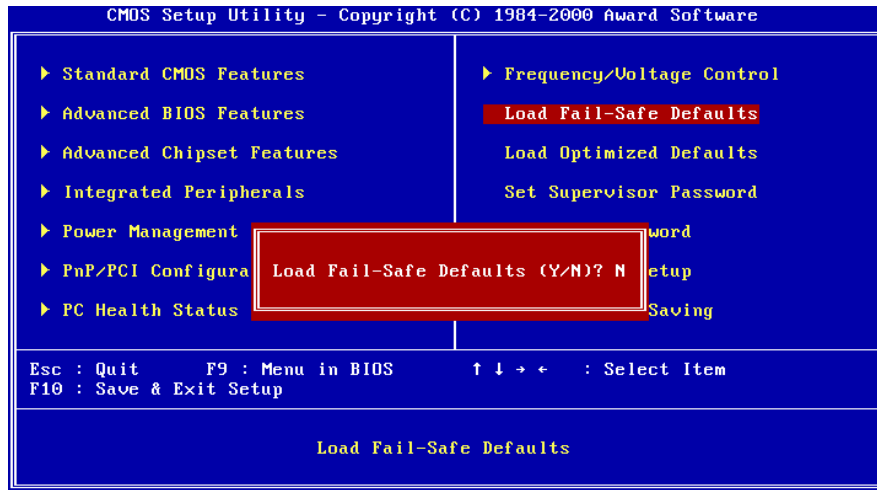 CMOS Setup Utility - Copyright (C) 1984-2000 Award Software
Standard CMOS Features
Advanced BIOS Features
Advanced Chipset Features
Integrated Peripherals
Power Management
PnP/PCI Configura
PC Health Status
Frequency/Voltage Control
Load Fail-Safe Defaults
Load Optimized Defaults
Set Supervisor Password
word
etup
Saving
Load Fail-Safe Defaults (Y/N)? N
Esc : Quit F9 : Menu in BIOS ↑ ↓ → ← : Select Item
F10 : Save & Exit Setup
Load Fail-Safe Defaults